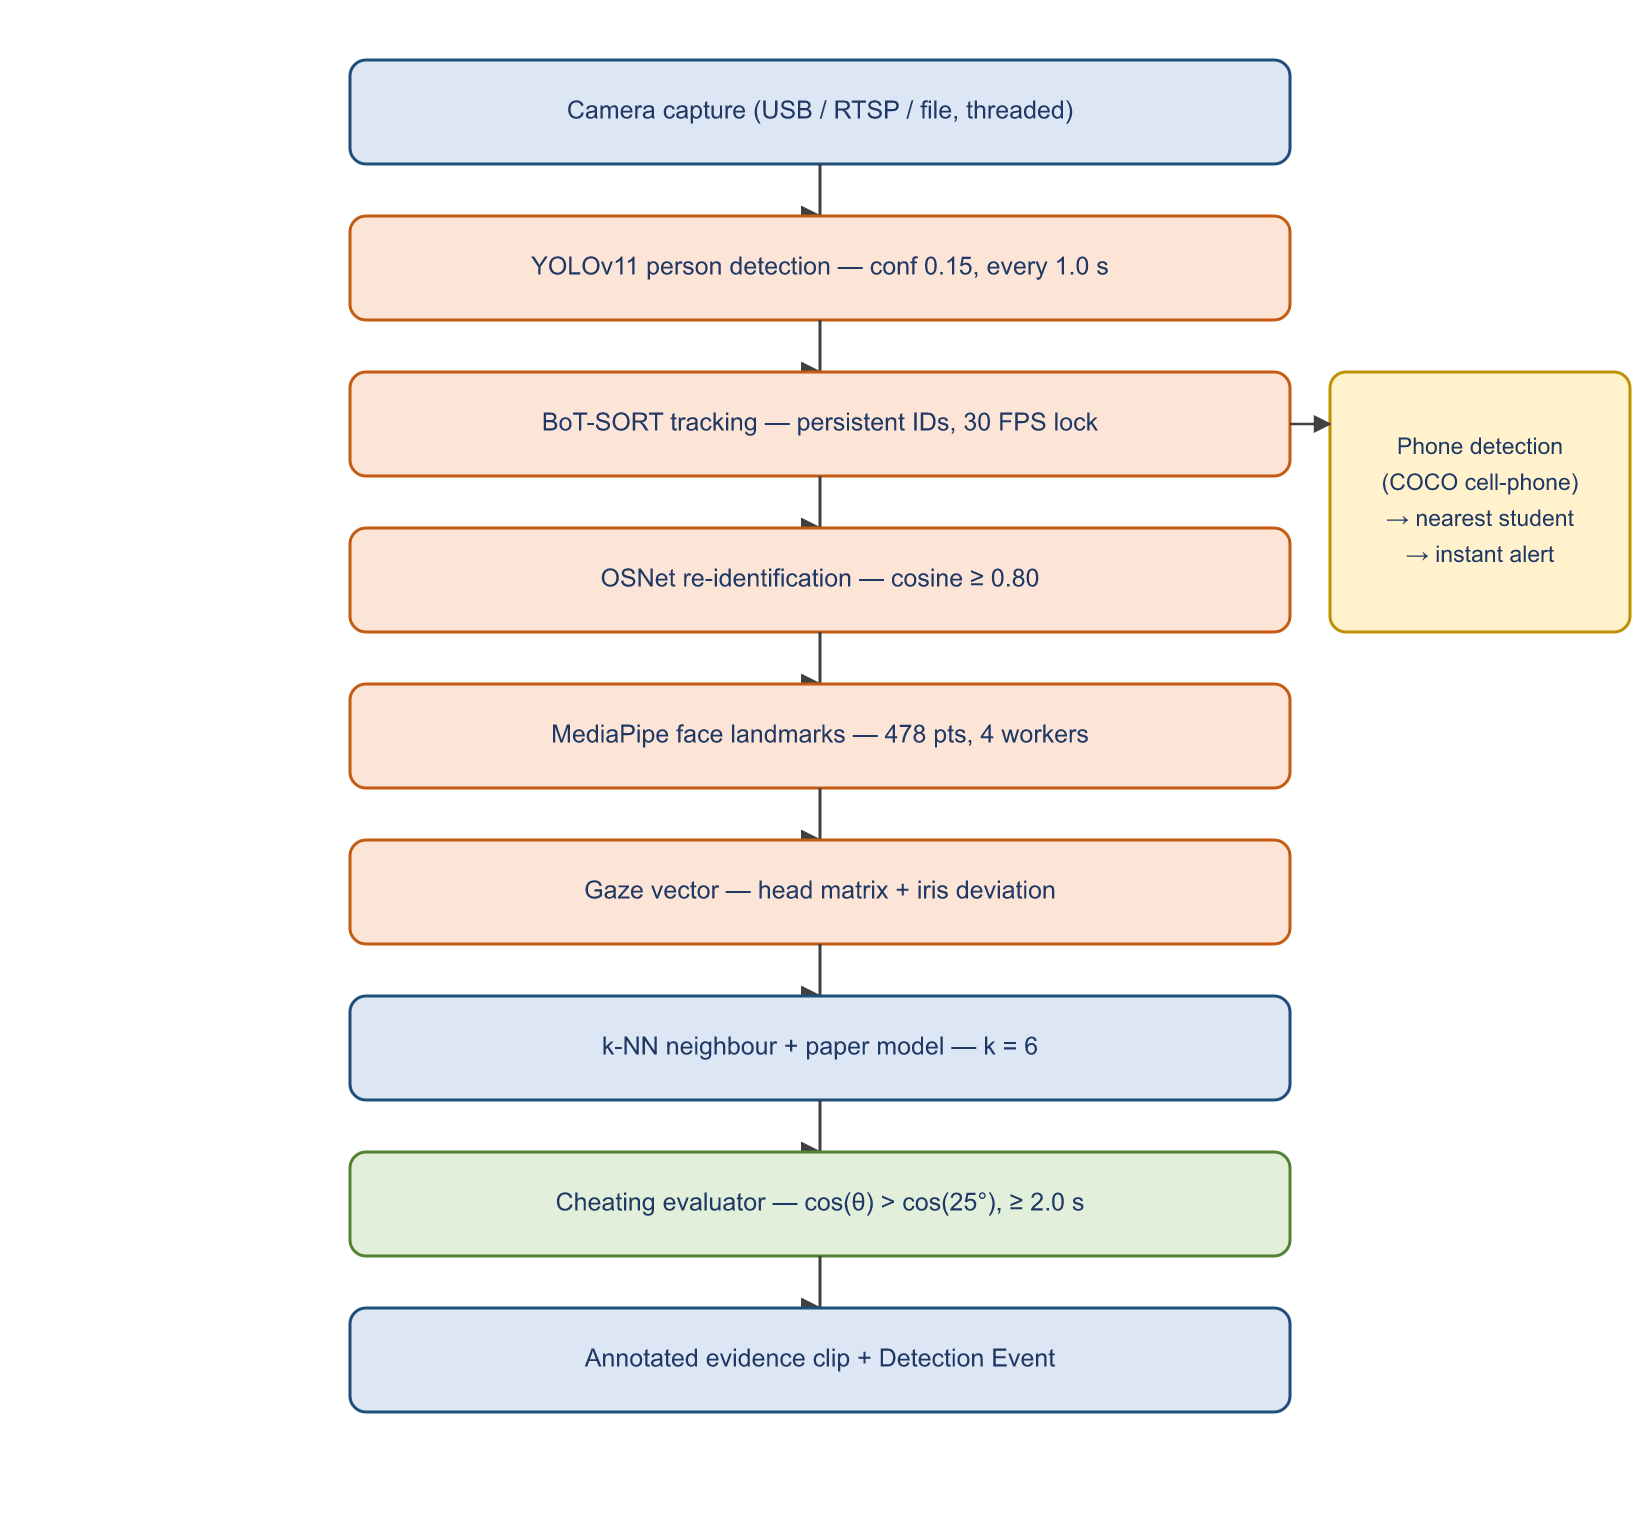 Camera capture (USB / RTSP / file, threaded)
YOLOv11 person detection — conf 0.15, every 1.0 s
BoT-SORT tracking — persistent IDs, 30 FPS lock
Phone detection
(COCO cell-phone)
→ nearest student
→ instant alert
OSNet re-identification — cosine ≥ 0.80
MediaPipe face landmarks — 478 pts, 4 workers
Gaze vector — head matrix + iris deviation
k-NN neighbour + paper model — k = 6
Cheating evaluator — cos(θ) > cos(25°), ≥ 2.0 s
Annotated evidence clip + Detection Event